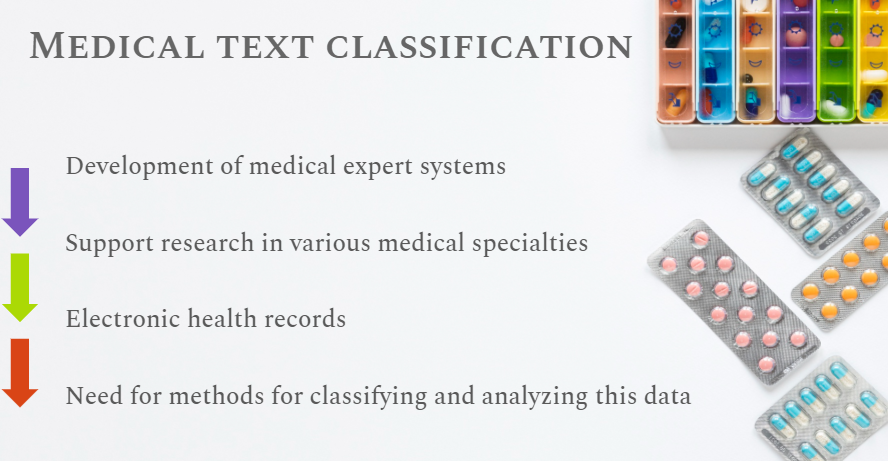 MEDICAL TEXT CLASSIFICATION
Development of medical expert systems
Support research in various medical specialties
Electronic health records
Need for methods for classifying and analyzing this data